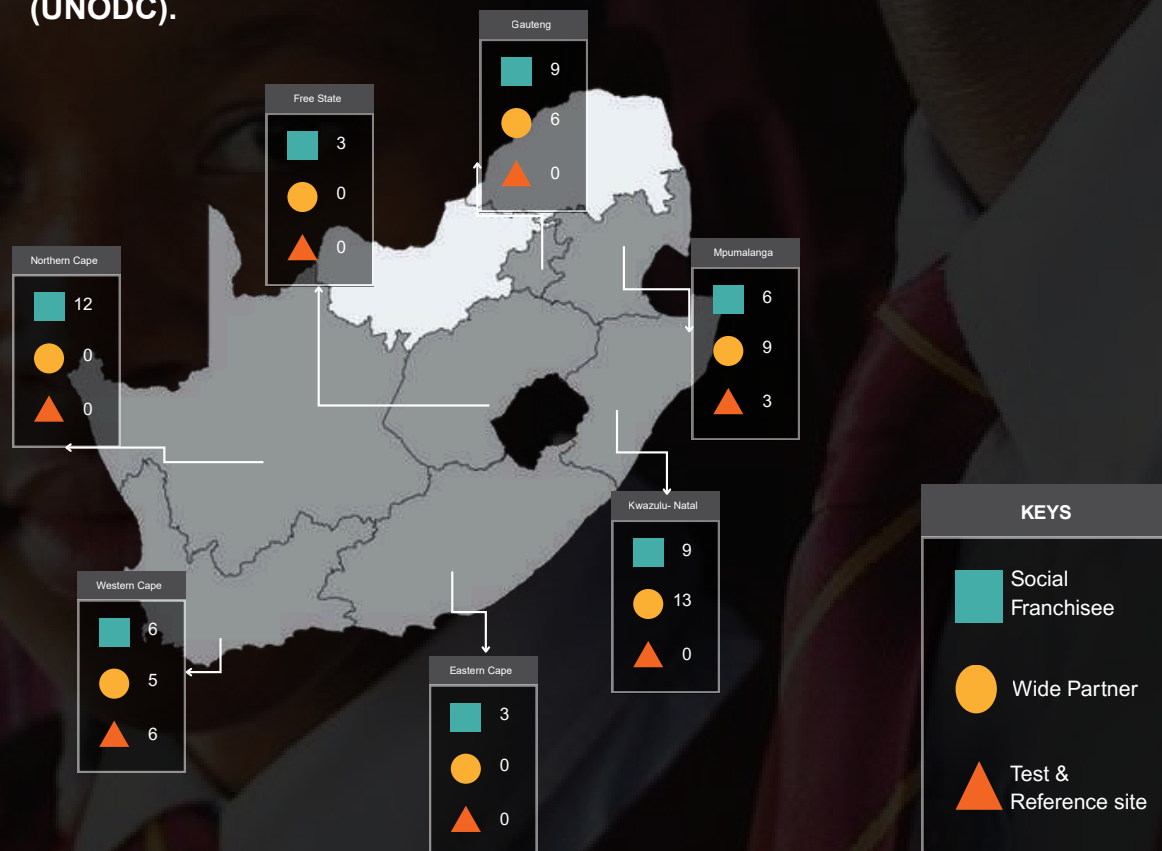 (UNODC).
Gauteng
9
6
0
Free State
3
0
0
Northern Cape
12
0
0
Mpumalanga
6
9
3
Kwazulu- Natal
9
13
0
Western Cape
6
5
6
Eastern Cape
3
0
0
KEYS
Social
Franchisee
Wide Partner
Test &
Reference site